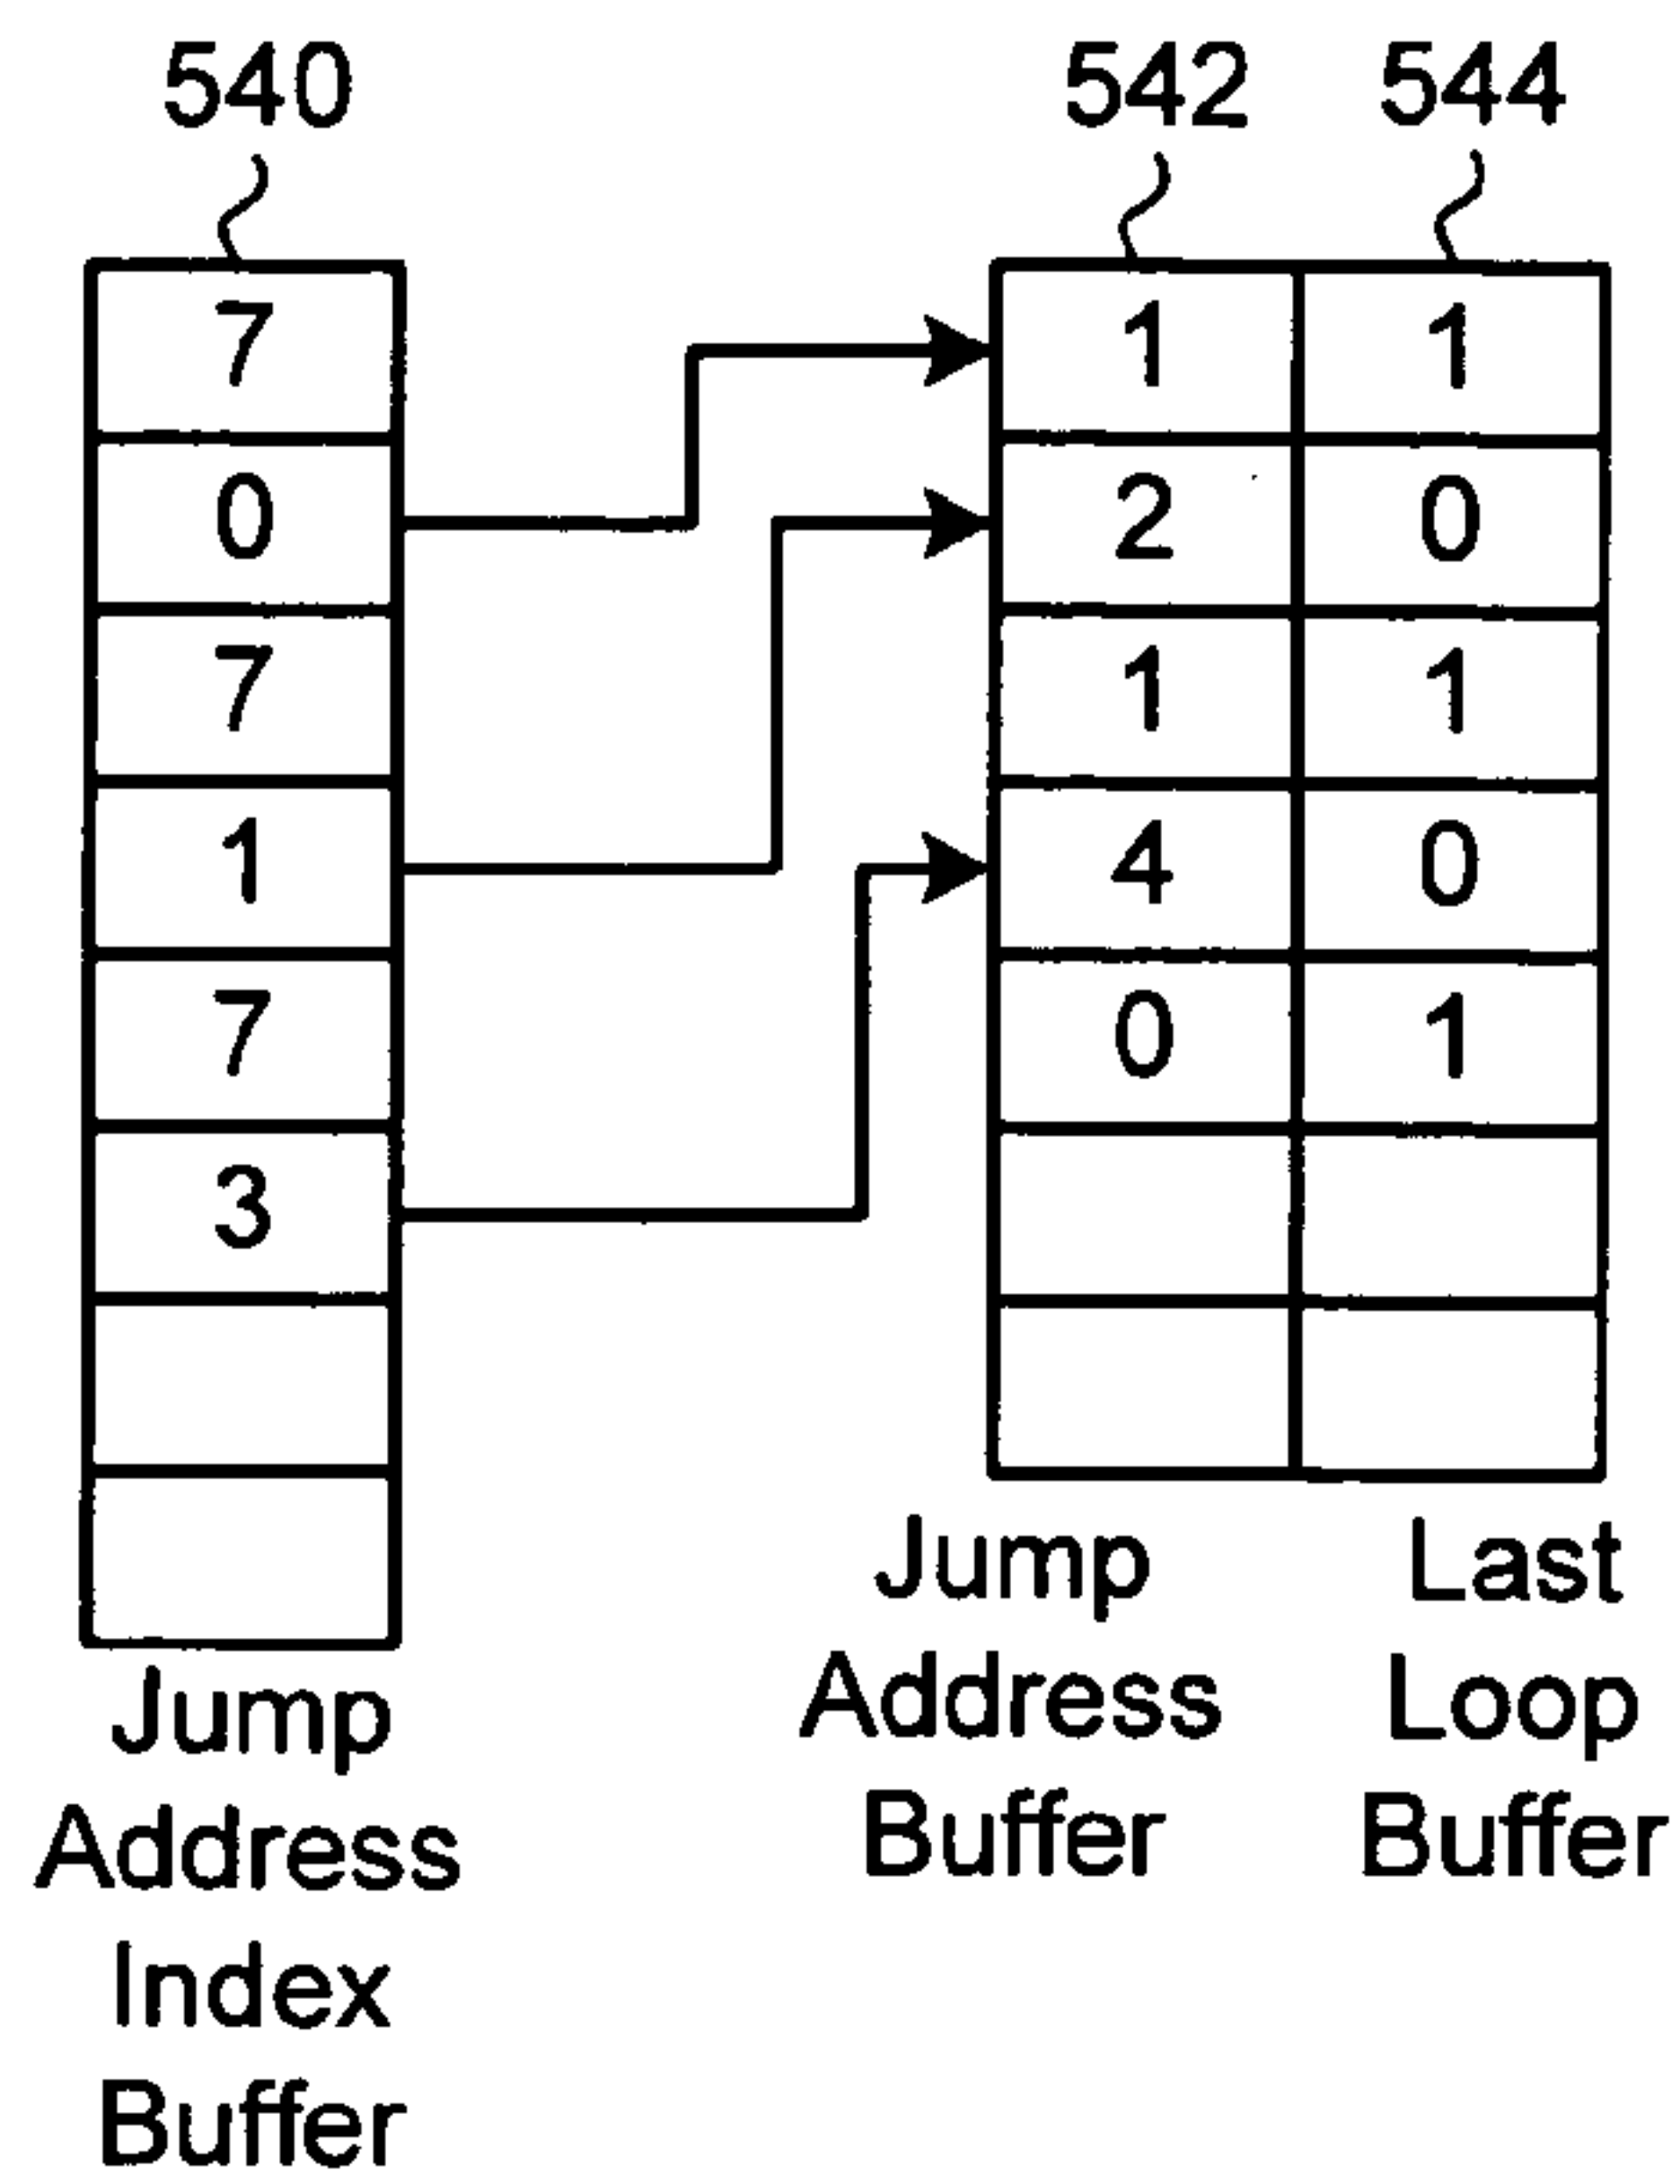 540 542 544
7 1 1
0 2 0
7 1 1
1 4 0
7 0 1
3
Jump
Address
Index
Buffer
Jump
Address
Buffer
Last
Loop
Buffer